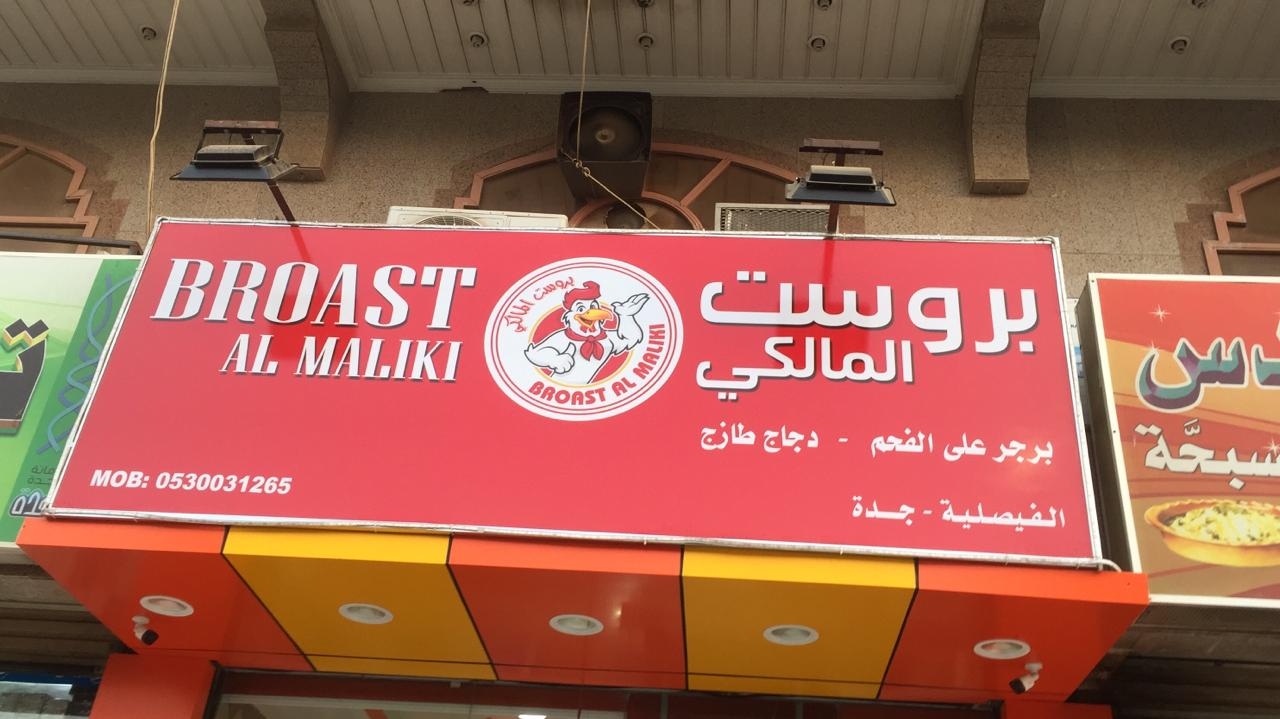 BROAST
AL MALIKI
بروست المالكي
BROAST AL MALIKI
بروست
المالكي
برجر على الفحم - دجاج طازج
MOB: 0530031265
الفيصلية - جدة